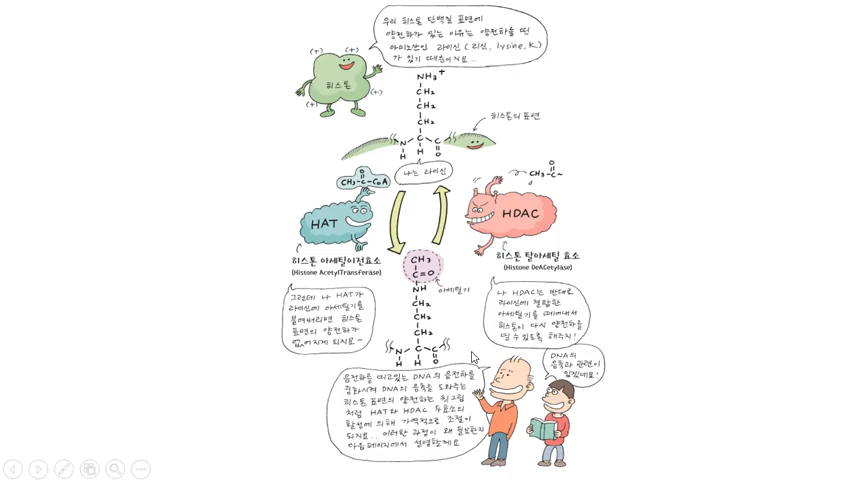 우리 히스톤 단백질 표면에
양전하가 있는 이유는 양전하를 띤
아미노산인 라이신 (리신, lysine, K)
가 있기 때문이지요..
(+) (+)
히스톤
(+)
(+)
NH₃⁺
CH₂
CH₂
CH₂
CH₂
히스톤의 표면
N C C
H H O
나는 라이신
CH₃-C-CoA
O
HAT
O
CH₃-C~
HDAC
히스톤 아세틸이전효소
(Histone AcetylTransferase)
히스톤 탈아세틸 효소
(Histone DeACetylase)
CH₃
C=O
아세틸기
NH
CH₂
CH₂
CH₂
N C C
H H O
그런데 나 HAT가
라이신에 아세틸기를
붙여버리면 히스톤
표면의 양전하가
없어지게 되지요~
나 HDAC는 반대로
라이신에 결합한
아세틸기를 떼어내서
히스톤이 다시 양전하를
띨 수 있도록 해주지!
음전하를 띠고있는 DNA의 음전하를
중화시켜 DNA의 응축을 도와주는
히스톤 표면의 양전하는 위 그림
처럼 HAT와 HDAC 두효소의
활성에 의해 가역적으로 조절이
되지요... 이러한 과정이 왜 필요한지
다음페이지에서 설명할게요
DNA의
응축과 관련이
있겠네요!